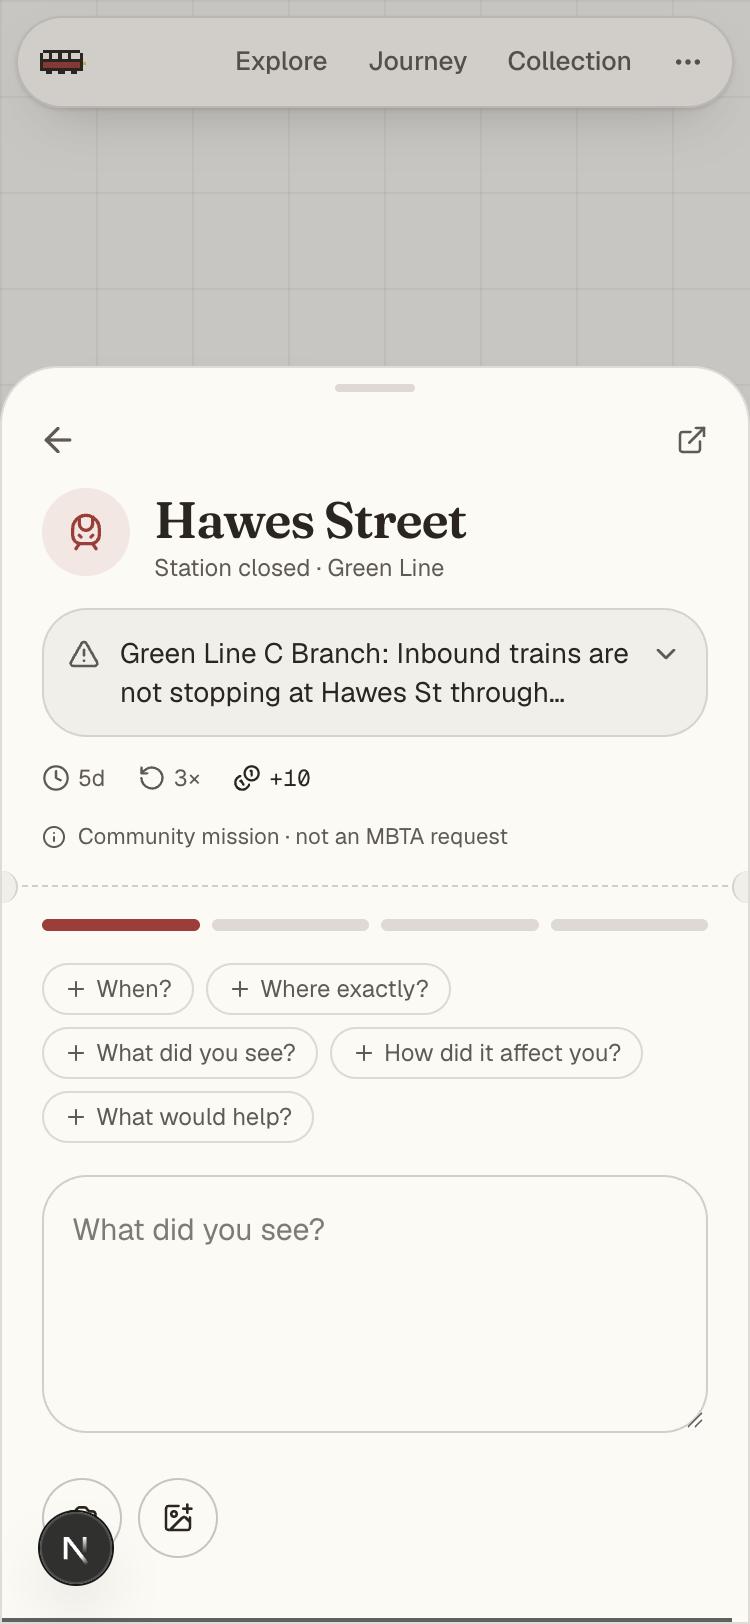 Explore Journey Collection
Hawes Street
Station closed · Green Line
Green Line C Branch: Inbound trains are
not stopping at Hawes St through…
5d 3× +10
Community mission · not an MBTA request
+ When? + Where exactly?
+ What did you see? + How did it affect you?
+ What would help?
What did you see?
N